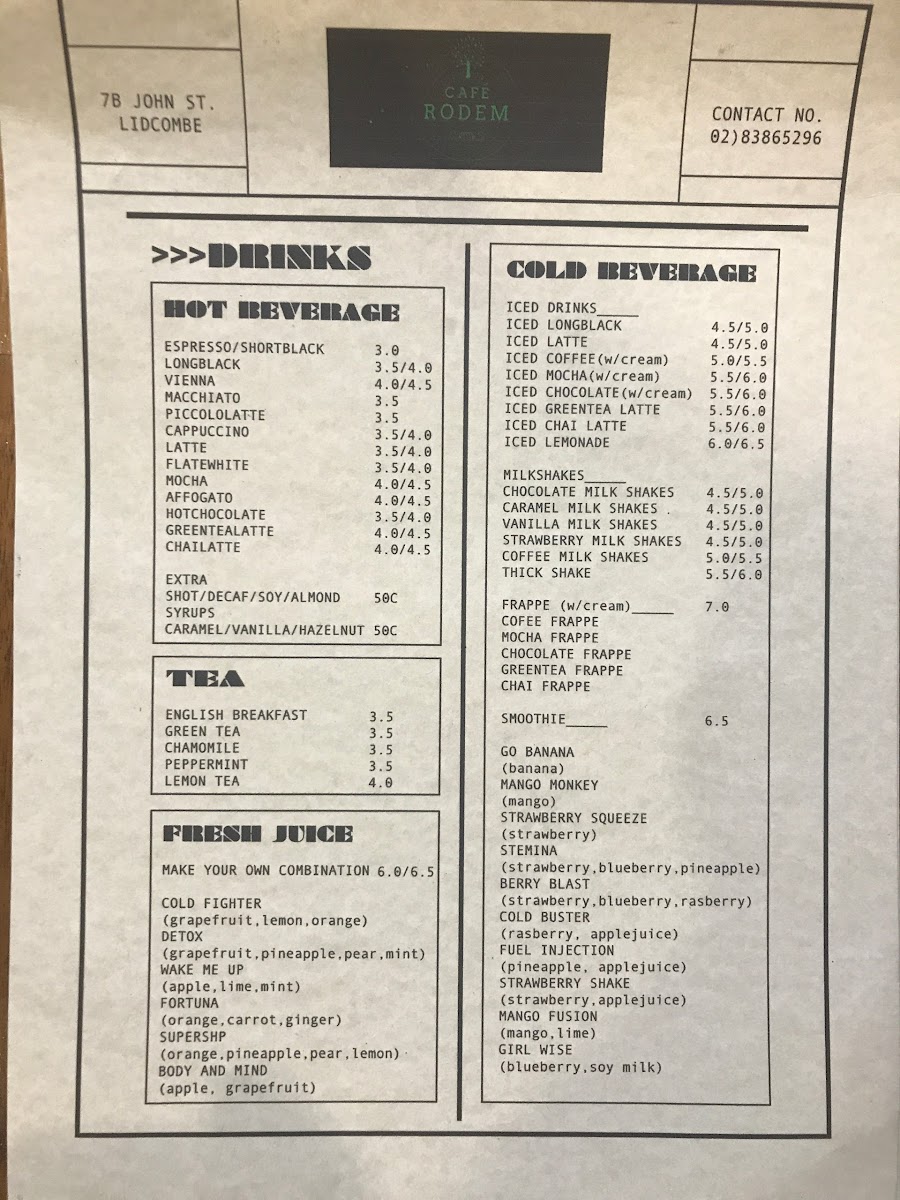 7B JOHN ST.
LIDCOMBE
CAFÉ
RODEM
CONTACT NO.
02)83865296
>>>DRINKS
HOT BEVERAGE
ESPRESSO/SHORTBLACK 3.0
LONGBLACK 3.5/4.0
VIENNA 4.0/4.5
MACCHIATO 3.5
PICCOLOLATTE 3.5
CAPPUCCINO 3.5/4.0
LATTE 3.5/4.0
FLATEWHITE 3.5/4.0
MOCHA 4.0/4.5
AFFOGATO 4.0/4.5
HOTCHOCOLATE 3.5/4.0
GREENTEALATTE 4.0/4.5
CHAILATTE 4.0/4.5
EXTRA
SHOT/DECAF/SOY/ALMOND 50C
SYRUPS
CARAMEL/VANILLA/HAZELNUT 50C
TEA
ENGLISH BREAKFAST 3.5
GREEN TEA 3.5
CHAMOMILE 3.5
PEPPERMINT 3.5
LEMON TEA 4.0
FRESH JUICE
MAKE YOUR OWN COMBINATION 6.0/6.5
COLD FIGHTER
(grapefruit,lemon,orange)
DETOX
(grapefruit,pineapple,pear,mint)
WAKE ME UP
(apple,lime,mint)
FORTUNA
(orange,carrot,ginger)
SUPERSHP
(orange,pineapple,pear,lemon)
BODY AND MIND
(apple, grapefruit)
COLD BEVERAGE
ICED DRINKS_____
ICED LONGBLACK 4.5/5.0
ICED LATTE 4.5/5.0
ICED COFFEE(w/cream) 5.0/5.5
ICED MOCHA(w/cream) 5.5/6.0
ICED CHOCOLATE(w/cream) 5.5/6.0
ICED GREENTEA LATTE 5.5/6.0
ICED CHAI LATTE 5.5/6.0
ICED LEMONADE 6.0/6.5
MILKSHAKES_____
CHOCOLATE MILK SHAKES 4.5/5.0
CARAMEL MILK SHAKES 4.5/5.0
VANILLA MILK SHAKES 4.5/5.0
STRAWBERRY MILK SHAKES 4.5/5.0
COFFEE MILK SHAKES 5.0/5.5
THICK SHAKE 5.5/6.0
FRAPPE (w/cream)_____ 7.0
COFEE FRAPPE
MOCHA FRAPPE
CHOCOLATE FRAPPE
GREENTEA FRAPPE
CHAI FRAPPE
SMOOTHIE_____ 6.5
GO BANANA
(banana)
MANGO MONKEY
(mango)
STRAWBERRY SQUEEZE
(strawberry)
STEMINA
(strawberry,blueberry,pineapple)
BERRY BLAST
(strawberry,blueberry,rasberry)
COLD BUSTER
(rasberry, applejuice)
FUEL INJECTION
(pineapple, applejuice)
STRAWBERRY SHAKE
(strawberry,applejuice)
MANGO FUSION
(mango,lime)
GIRL WISE
(blueberry,soy milk)